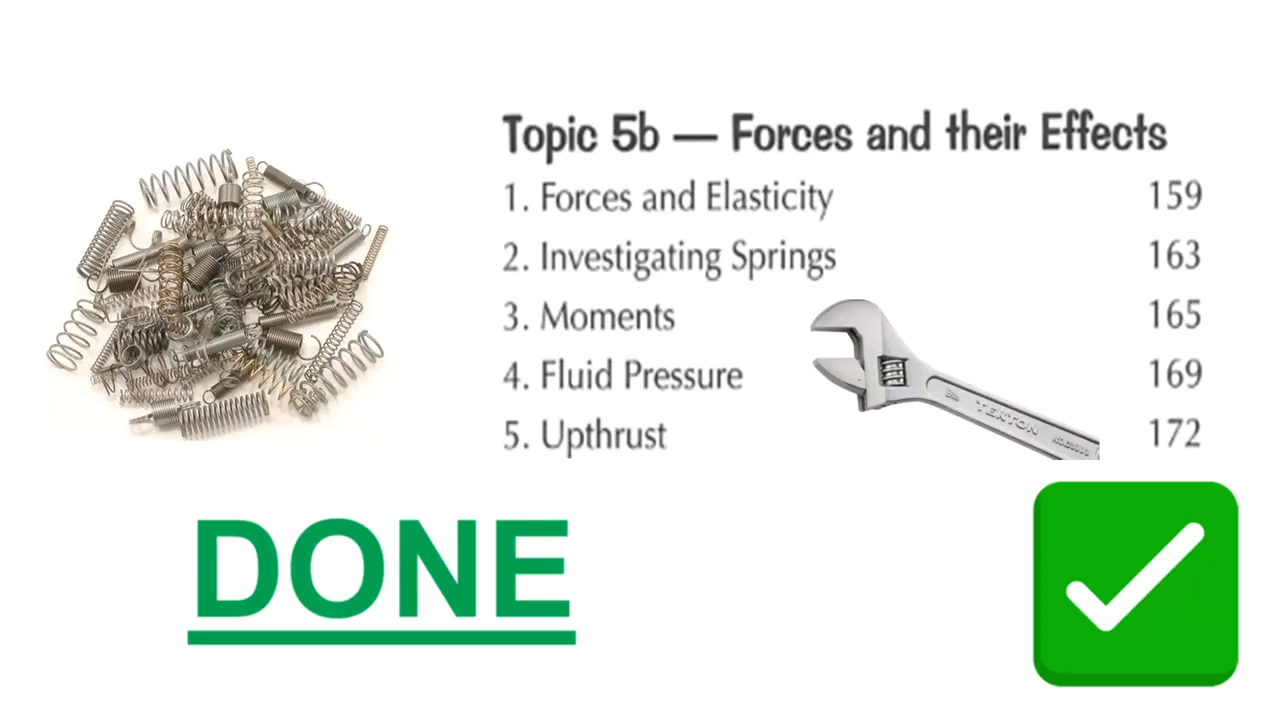 Topic 5b — Forces and their Effects
1. Forces and Elasticity 159
2. Investigating Springs 163
3. Moments 165
4. Fluid Pressure 169
5. Upthrust 172
TEKTON
DONE